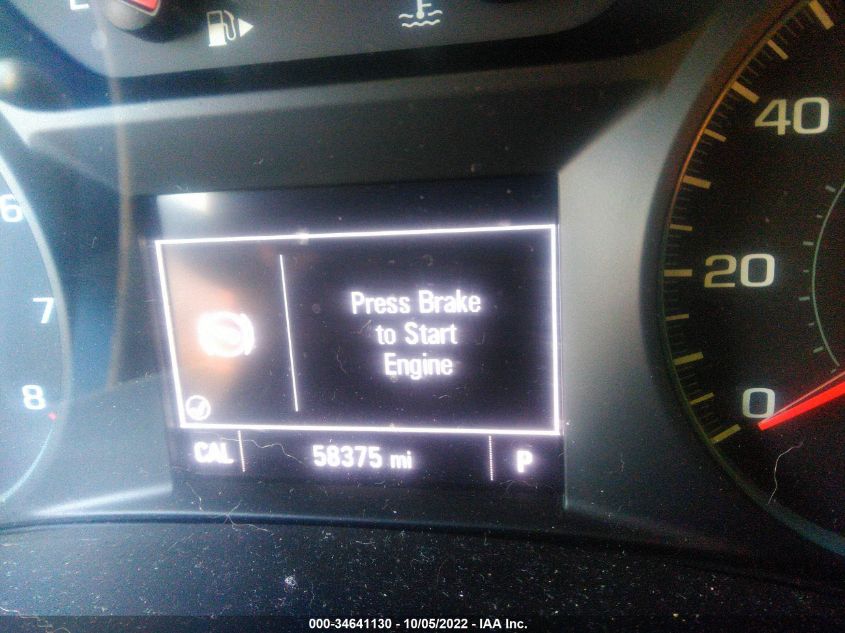 6
7
8
Press Brake
to Start
Engine
CAL 58375 mi P
40
20
0
000-34641130 - 10/05/2022 - IAA Inc.